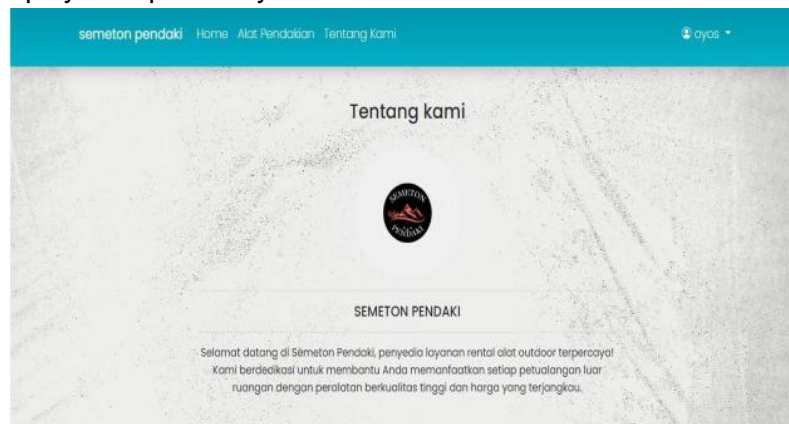 semeton pendaki Home Alat Pendakian Tentang Kami oyos
Tentang kami
SEMETON
PENDAKI
SEMETON PENDAKI
Selamat datang di Semeton Pendaki, penyedia layanan rental alat outdoor terpercaya!
Kami berdedikasi untuk membantu Anda memanfaatkan setiap petualangan luar
ruangan dengan peralatan berkualitas tinggi dan harga yang terjangkau.